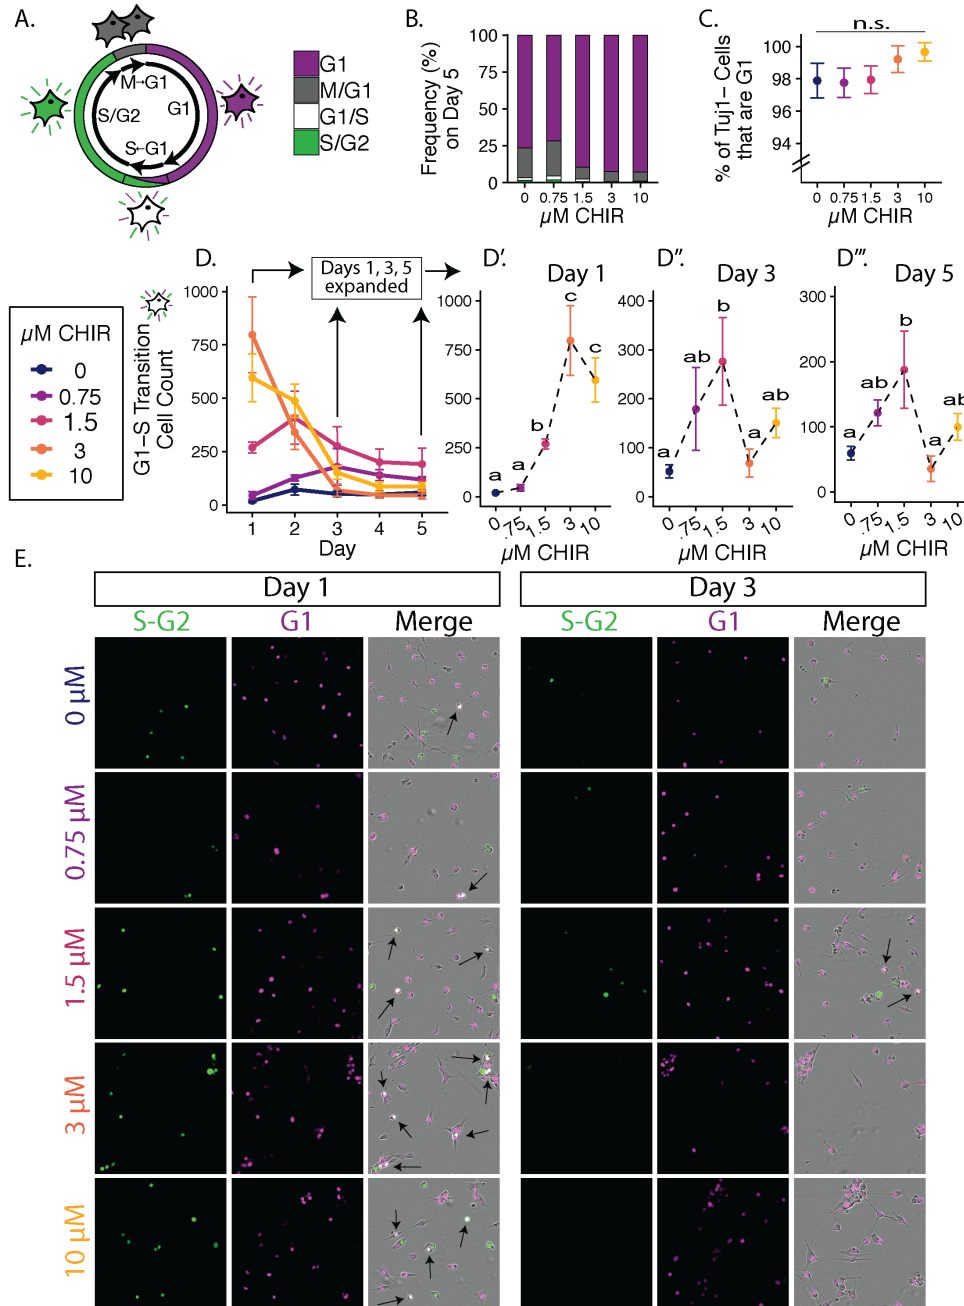 A.
M→G1
G1
S/G2
S←G1
G1
M/G1
G1/S
S/G2
B.
Frequency (%)
on Day 5
100
75
50
25
0
0
0.75
1.5
3
10
µM CHIR
C.
% of Tuj1– Cells
that are G1
n.s.
100
98
96
94
0
0.75
1.5
3
10
µM CHIR
µM CHIR
0
0.75
1.5
3
10
D.
Days 1, 3, 5
expanded
G1–S Transition
Cell Count
1000
750
500
250
0
1
2
3
4
5
Day
D'.
Day 1
1000
750
250
0
a
a
b
c
c
0
.75
1.5
3
10
µM CHIR
D''.
Day 3
400
300
200
100
0
a
ab
b
a
ab
0
.75
1.5
3
10
µM CHIR
D'''.
Day 5
300
200
100
0
a
ab
b
a
ab
0
.75
1.5
3
10
µM CHIR
E.
Day 1
Day 3
S-G2
G1
Merge
S-G2
G1
Merge
0 µM
0.75 µM
1.5 µM
3 µM
10 µM